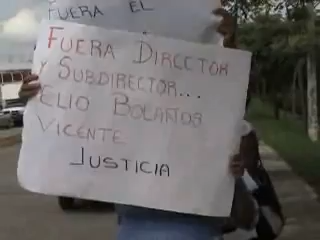 FUERA EL
FUERA DIRECTOR
Y SUBDIRECTOR...
ELIO BOLAÑOS
VICENTE
JUSTICIA